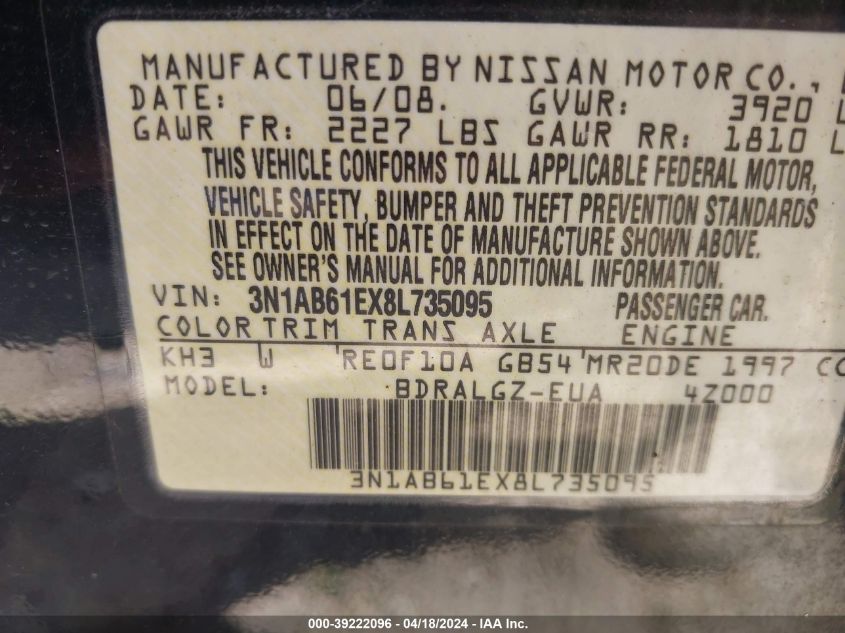 MANUFACTURED BY NISSAN MOTOR CO.,
DATE: 06/08. GVWR: 3920 L
GAWR FR: 2227 LBS GAWR RR: 1810 L
THIS VEHICLE CONFORMS TO ALL APPLICABLE FEDERAL MOTOR,
VEHICLE SAFETY, BUMPER AND THEFT PREVENTION STANDARDS
IN EFFECT ON THE DATE OF MANUFACTURE SHOWN ABOVE.
SEE OWNER'S MANUAL FOR ADDITIONAL INFORMATION.
VIN: 3N1AB61EX8L735095 PASSENGER CAR.
COLOR TRIM TRANS AXLE ENGINE
KH3 W RE0F10A GB54 MR20DE 1997 CC
MODEL: BDRALGZ-EUA 4Z000
3N1AB61EX8L735095
000-39222096 - 04/18/2024 - IAA Inc.